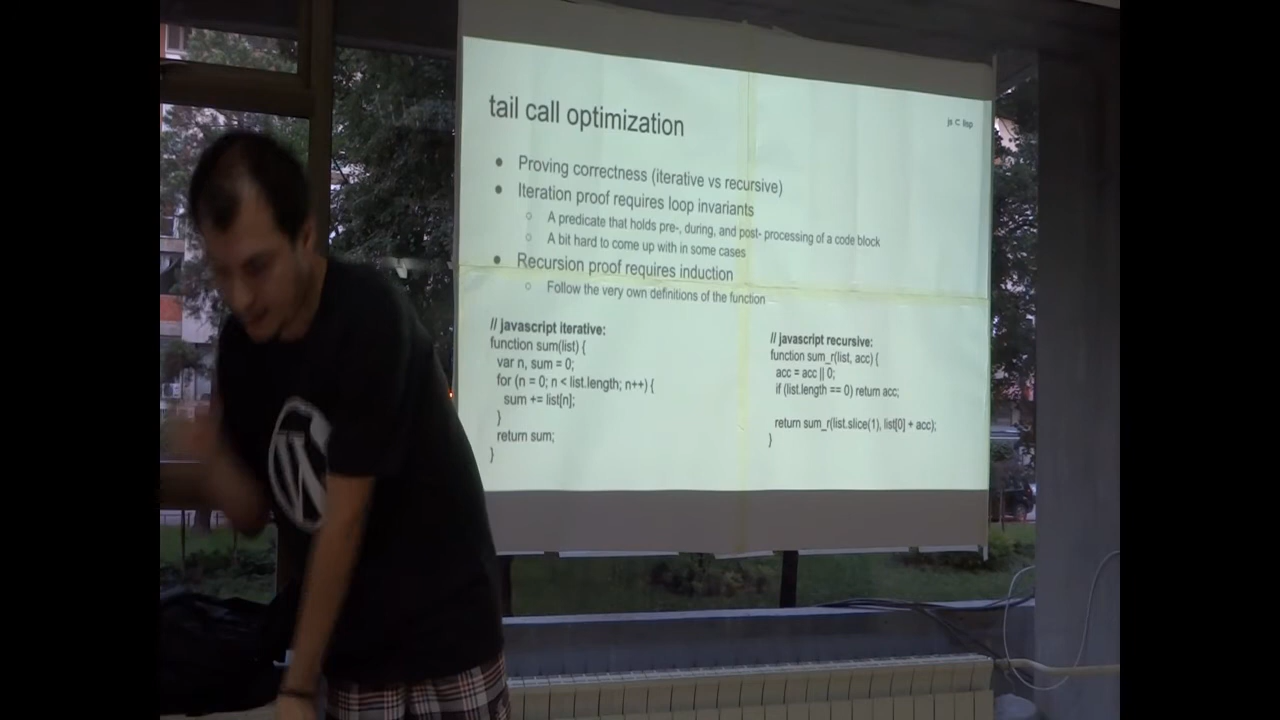 tail call optimization
js ⊂ lisp
● Proving correctness (iterative vs recursive)
● Iteration proof requires loop invariants
○ A predicate that holds pre-, during, and post- processing of a code block
○ A bit hard to come up with in some cases
● Recursion proof requires induction
○ Follow the very own definitions of the function
// javascript iterative:
function sum(list) {
var n, sum = 0;
for (n = 0; n < list.length; n++) {
sum += list[n];
}
return sum;
}
// javascript recursive:
function sum_r(list, acc) {
acc = acc || 0;
if (list.length == 0) return acc;
return sum_r(list.slice(1), list[0] + acc);
}